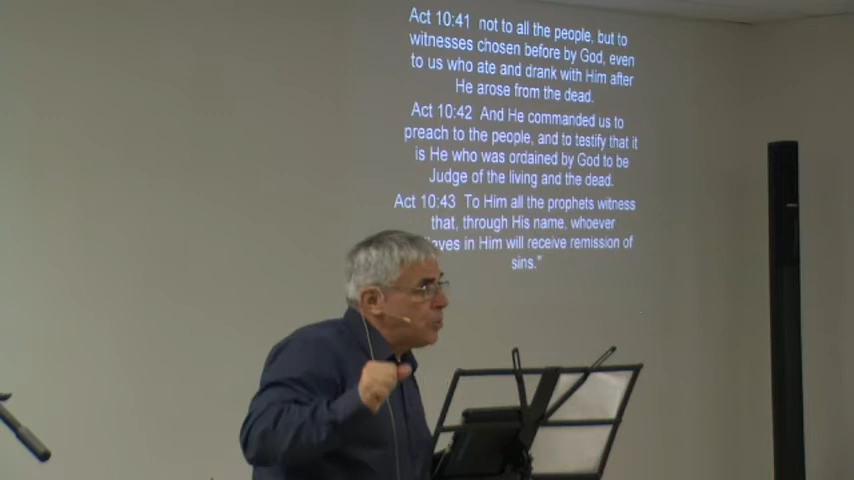 Act 10:41 not to all the people, but to
witnesses chosen before by God, even
to us who ate and drank with Him after
He arose from the dead.
Act 10:42 And He commanded us to
preach to the people, and to testify that it
is He who was ordained by God to be
Judge of the living and the dead.
Act 10:43 To Him all the prophets witness
that, through His name, whoever
in Him will receive remission of
sins."